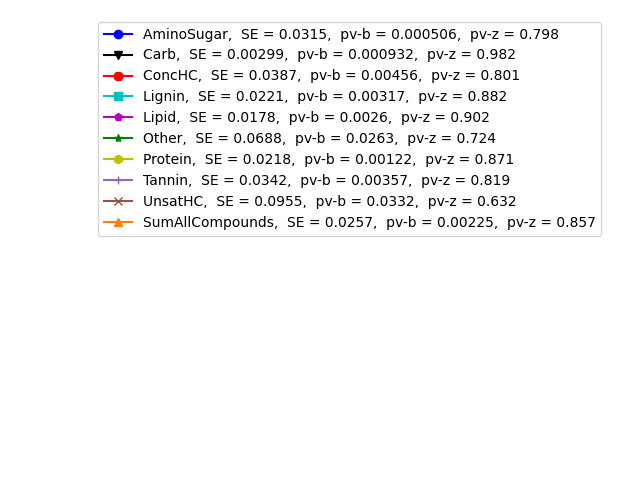 AminoSugar,  SE = 0.0315,  pv-b = 0.000506,  pv-z = 0.798
Carb,  SE = 0.00299,  pv-b = 0.000932,  pv-z = 0.982
ConcHC,  SE = 0.0387,  pv-b = 0.00456,  pv-z = 0.801
Lignin,  SE = 0.0221,  pv-b = 0.00317,  pv-z = 0.882
Lipid,  SE = 0.0178,  pv-b = 0.0026,  pv-z = 0.902
Other,  SE = 0.0688,  pv-b = 0.0263,  pv-z = 0.724
Protein,  SE = 0.0218,  pv-b = 0.00122,  pv-z = 0.871
Tannin,  SE = 0.0342,  pv-b = 0.00357,  pv-z = 0.819
UnsatHC,  SE = 0.0955,  pv-b = 0.0332,  pv-z = 0.632
SumAllCompounds,  SE = 0.0257,  pv-b = 0.00225,  pv-z = 0.857